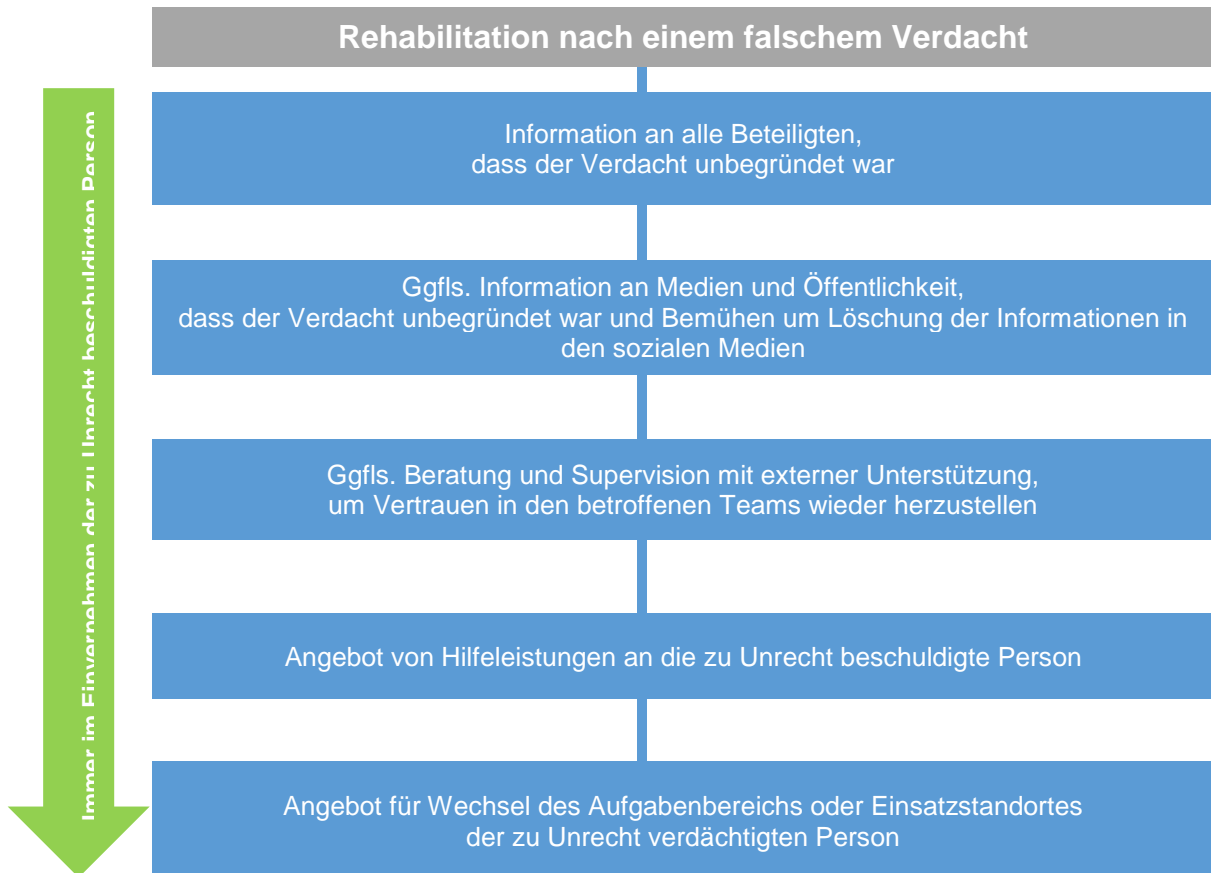 Rehabilitation nach einem falschem Verdacht
Immer im Einvernehmen der zu Unrecht beschuldigten Person
Information an alle Beteiligten,
dass der Verdacht unbegründet war
Ggfls. Information an Medien und Öffentlichkeit,
dass der Verdacht unbegründet war und Bemühen um Löschung der Informationen in
den sozialen Medien
Ggfls. Beratung und Supervision mit externer Unterstützung,
um Vertrauen in den betroffenen Teams wieder herzustellen
Angebot von Hilfeleistungen an die zu Unrecht beschuldigte Person
Angebot für Wechsel des Aufgabenbereichs oder Einsatzstandortes
der zu Unrecht verdächtigten Person